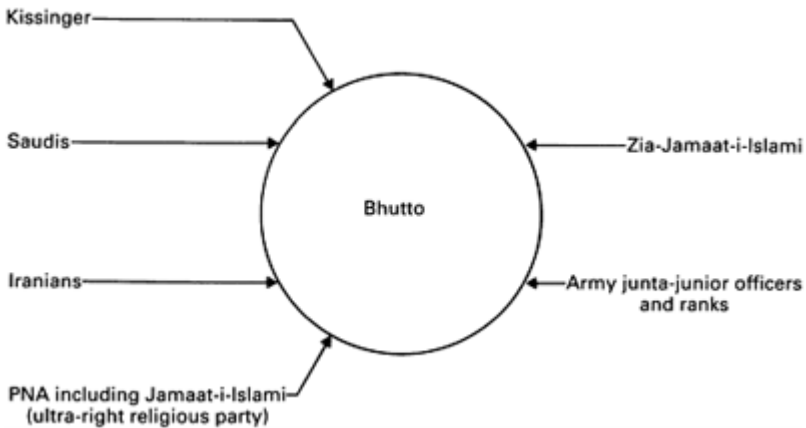 Kissinger
Saudis
Zia-Jamaat-i-Islami
Bhutto
Iranians
Army junta-junior officers
and ranks
PNA including Jamaat-i-Islami
(ultra-right religious party)